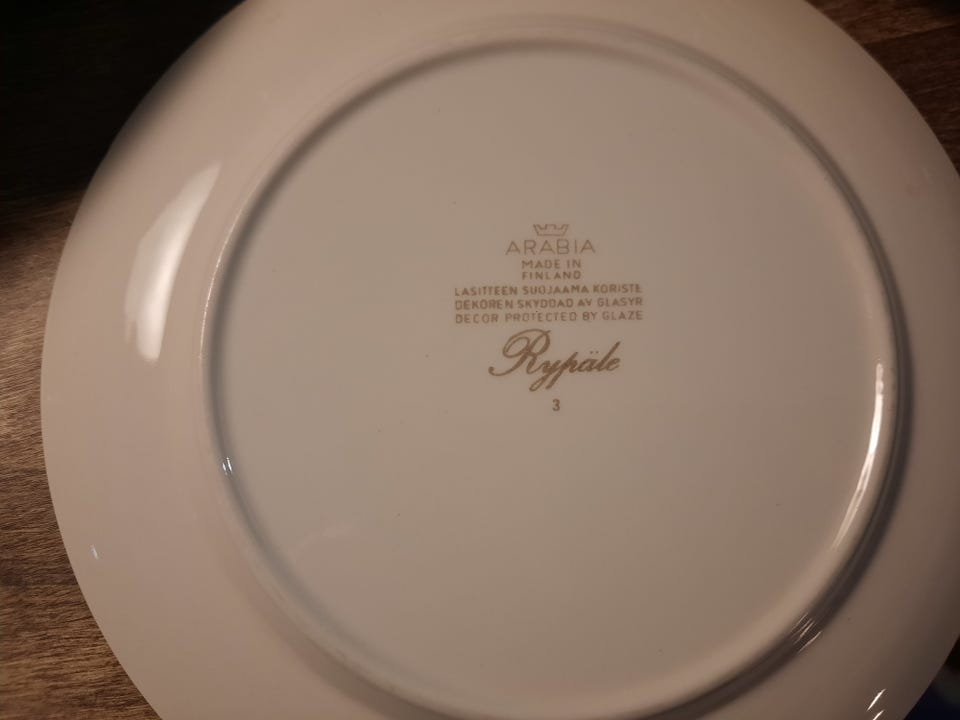 ARABIA
MADE IN
FINLAND
LASITTEEN SUOJAAMA KORISTE
DEKOREN SKYDDAD AV GLASYR
DECOR PROTECTED BY GLAZE
Rypäle
3